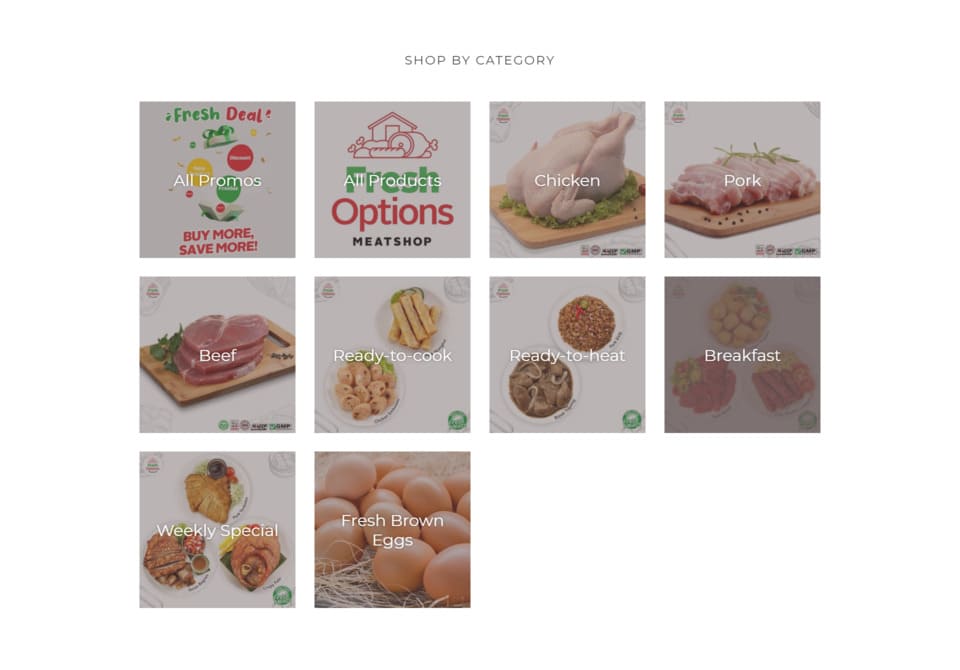 SHOP BY CATEGORY
Fresh Deal
Discount
All Promos
BUY MORE,
SAVE MORE!
All Products
Fresh
Options
MEATSHOP
Chicken
Pork
Beef
Ready-to-cook
Ready-to-heat
Breakfast
Weekly Special
Fresh Brown
Eggs